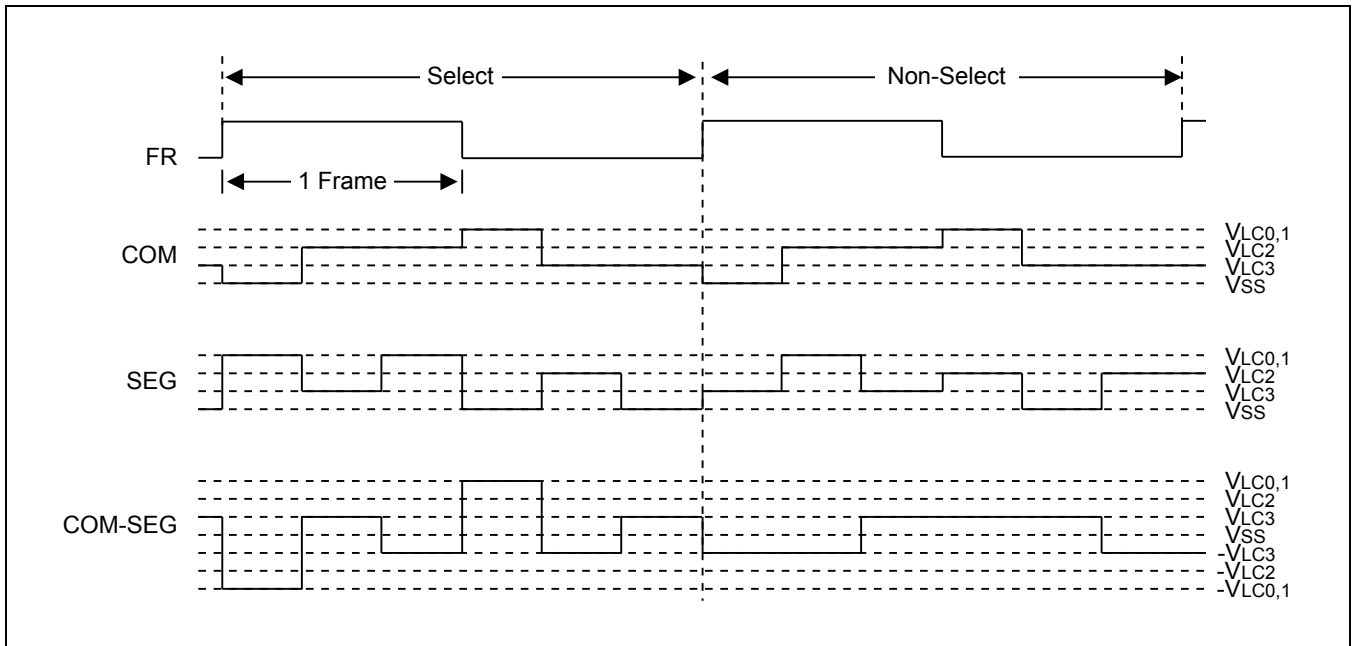 Select
Non-Select
FR
1 Frame
COM
VLC0,1
VLC2
VLC3
VSS
SEG
VLC0,1
VLC2
VLC3
VSS
COM-SEG
VLC0,1
VLC2
VLC3
VSS
-VLC3
-VLC2
-VLC0,1